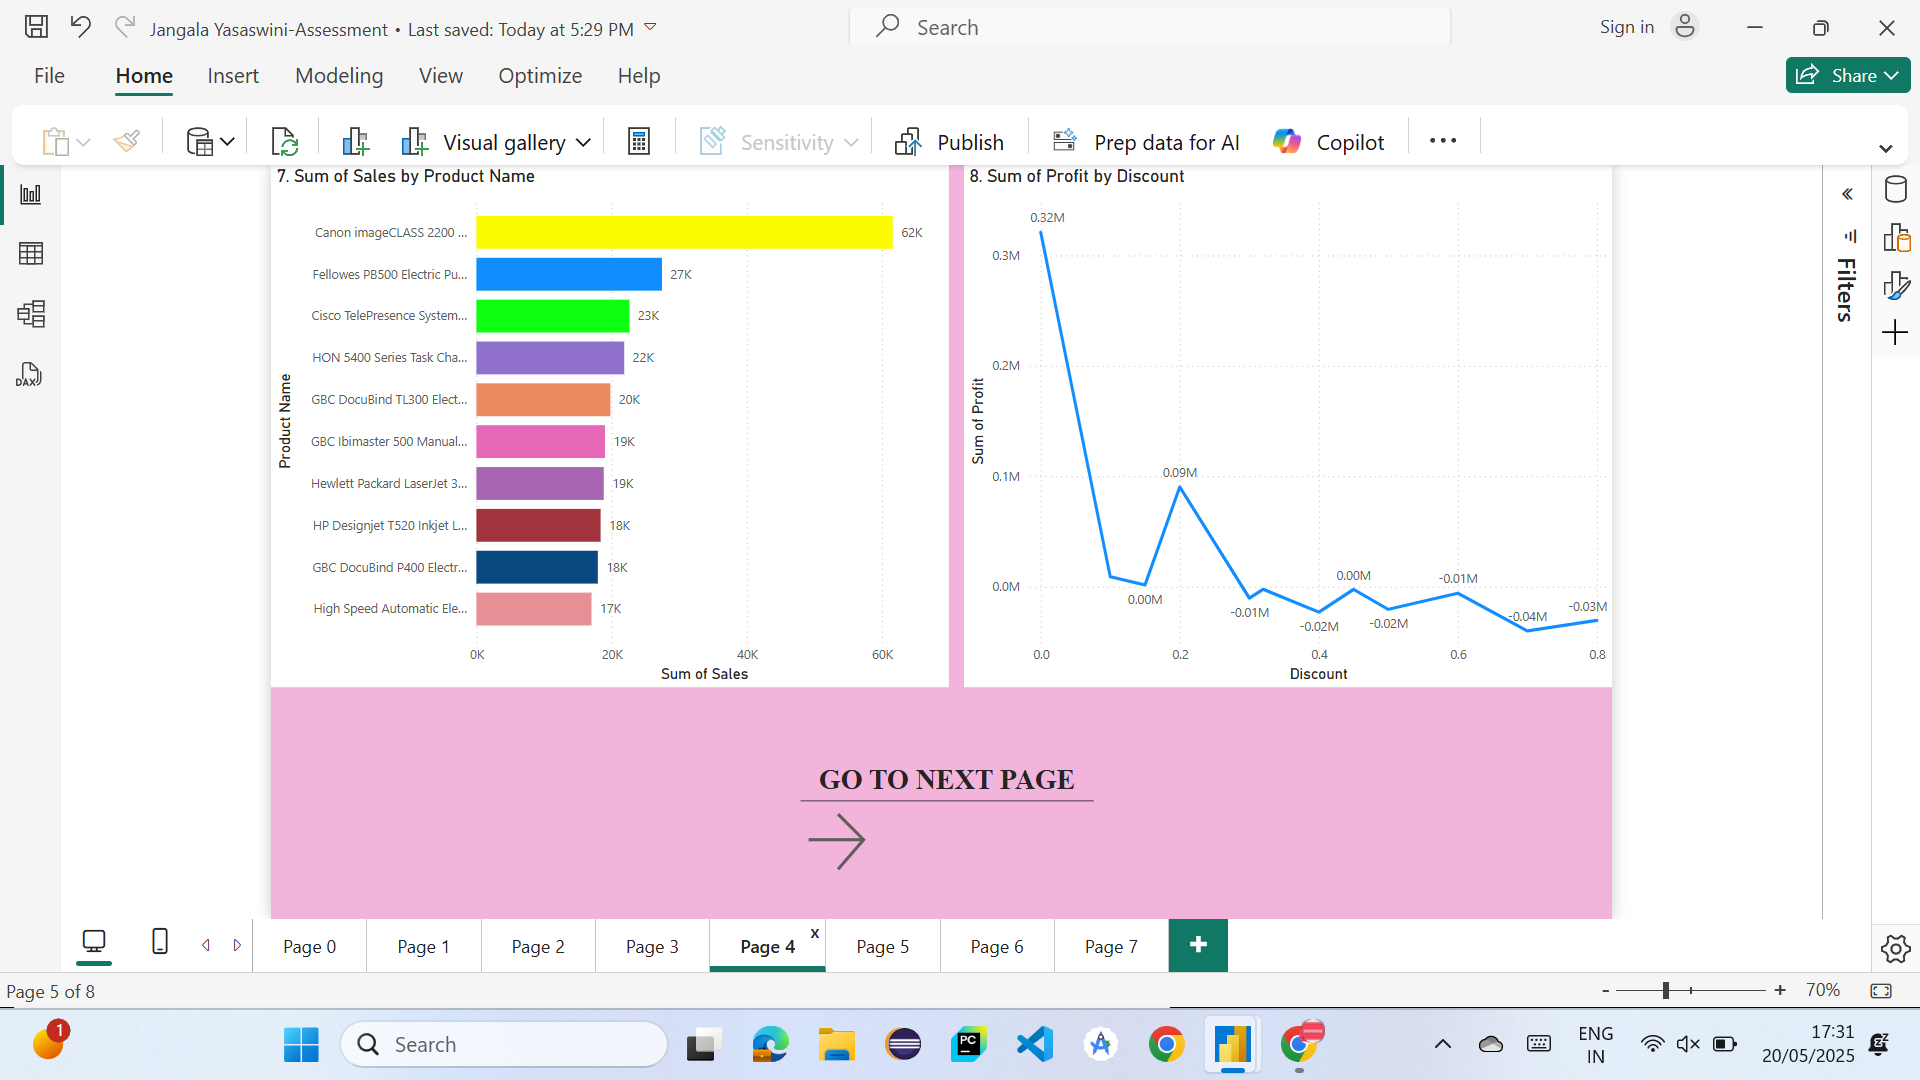 Jangala Yasaswini-Assessment • Last saved: Today at 5:29 PM
Search
Sign in
File Home Insert Modeling View Optimize Help
Share
Visual gallery
Sensitivity
Publish
Prep data for AI
Copilot
7. Sum of Sales by Product Name
Product Name
Canon imageCLASS 2200 ... 62K
Fellowes PB500 Electric Pu... 27K
Cisco TelePresence System... 23K
HON 5400 Series Task Cha... 22K
GBC DocuBind TL300 Elect... 20K
GBC Ibimaster 500 Manual... 19K
Hewlett Packard LaserJet 3... 19K
HP Designjet T520 Inkjet L... 18K
GBC DocuBind P400 Electr... 18K
High Speed Automatic Ele... 17K
0K 20K 40K 60K
Sum of Sales
8. Sum of Profit by Discount
Sum of Profit
0.3M
0.2M
0.1M
0.0M
0.32M
0.00M
0.09M
-0.01M
-0.02M
0.00M
-0.02M
-0.01M
-0.04M
-0.03M
0.0 0.2 0.4 0.6 0.8
Discount
Filters
DAX
GO TO NEXT PAGE
Page 0 Page 1 Page 2 Page 3 Page 4 x Page 5 Page 6 Page 7
Page 5 of 8
- + 70%
1
Search
PC
ENG
IN
17:31
20/05/2025